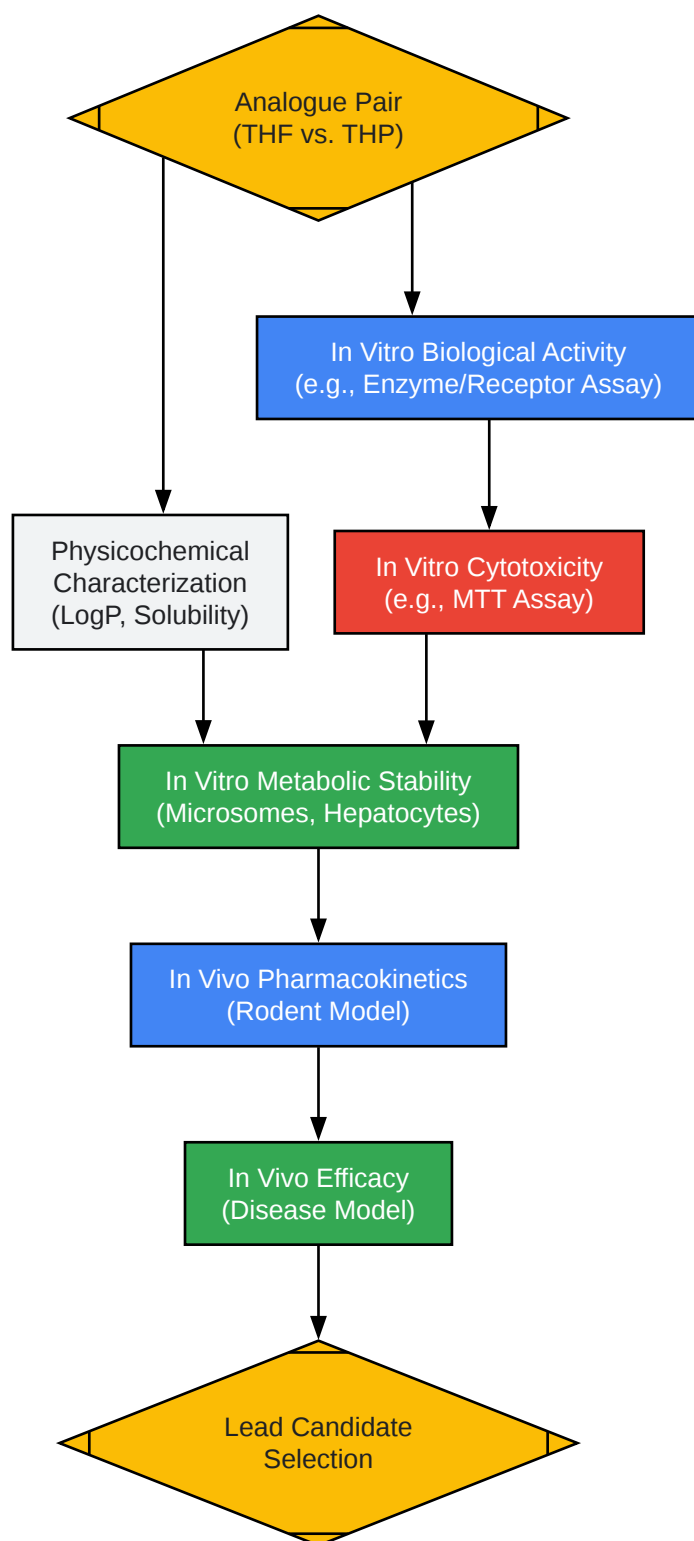 Analogue Pair
(THF vs. THP)
In Vitro Biological Activity
(e.g., Enzyme/Receptor Assay)
Physicochemical
Characterization
(LogP, Solubility)
In Vitro Cytotoxicity
(e.g., MTT Assay)
In Vitro Metabolic Stability
(Microsomes, Hepatocytes)
In Vivo Pharmacokinetics
(Rodent Model)
In Vivo Efficacy
(Disease Model)
Lead Candidate
Selection